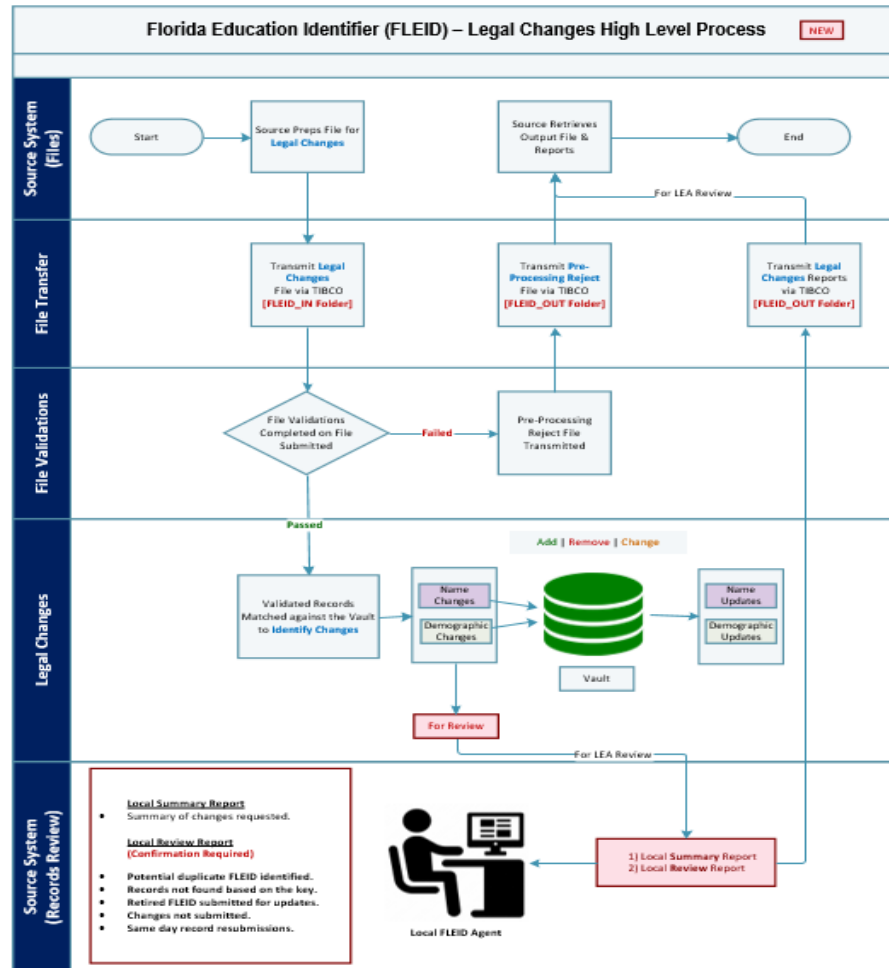 Florida Education Identifier (FLEID) – Legal Changes High Level Process
NEW
Source System
(Files)
Start
Source Preps File for
Legal Changes
Source Retrieves
Output File &
Reports
End
For LEA Review
File Transfer
Transmit Legal
Changes
File via TIBCO
[FLEID_IN Folder]
Transmit Pre-
Processing Reject
File via TIBCO
[FLEID_OUT Folder]
Transmit Legal
Changes Reports
via TIBCO
[FLEID_OUT Folder]
File Validations
File Validations
Completed on File
Submitted
Failed
Pre-Processing
Reject File
Transmitted
Passed
Legal Changes
Add | Remove | Change
Validated Records
Matched against the Vault
to Identify Changes
Name
Changes
Demographic
Changes
Vault
Name
Updates
Demographic
Updates
For Review
For LEA Review
Source System
(Records Review)
Local Summary Report
• Summary of changes requested.
Local Review Report
(Confirmation Required)
• Potential duplicate FLEID identified.
• Records not found based on the key.
• Retired FLEID submitted for updates.
• Changes not submitted.
• Same day record resubmissions.
Local FLEID Agent
1) Local Summary Report
2) Local Review Report